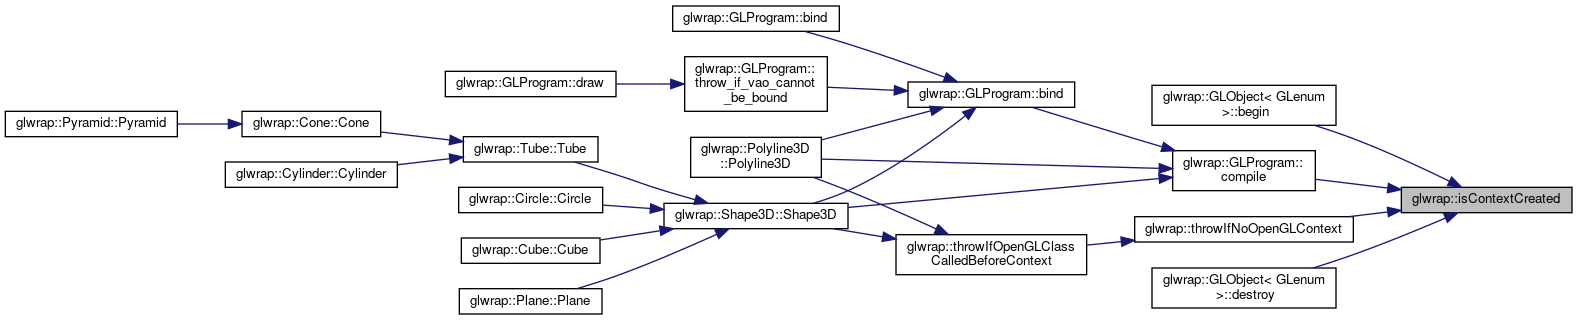 glwrap::GLProgram::bind
glwrap::GLProgram::draw
glwrap::GLProgram::
throw_if_vao_cannot
_be_bound
glwrap::GLProgram::bind
glwrap::GLObject< GLenum
>::begin
glwrap::Pyramid::Pyramid
glwrap::Cone::Cone
glwrap::Tube::Tube
glwrap::Polyline3D
::Polyline3D
glwrap::GLProgram::
compile
glwrap::Cylinder::Cylinder
glwrap::Circle::Circle
glwrap::Shape3D::Shape3D
glwrap::isContextCreated
glwrap::throwIfNoOpenGLContext
glwrap::Cube::Cube
glwrap::throwIfOpenGLClass
CalledBeforeContext
glwrap::GLObject< GLenum
>::destroy
glwrap::Plane::Plane